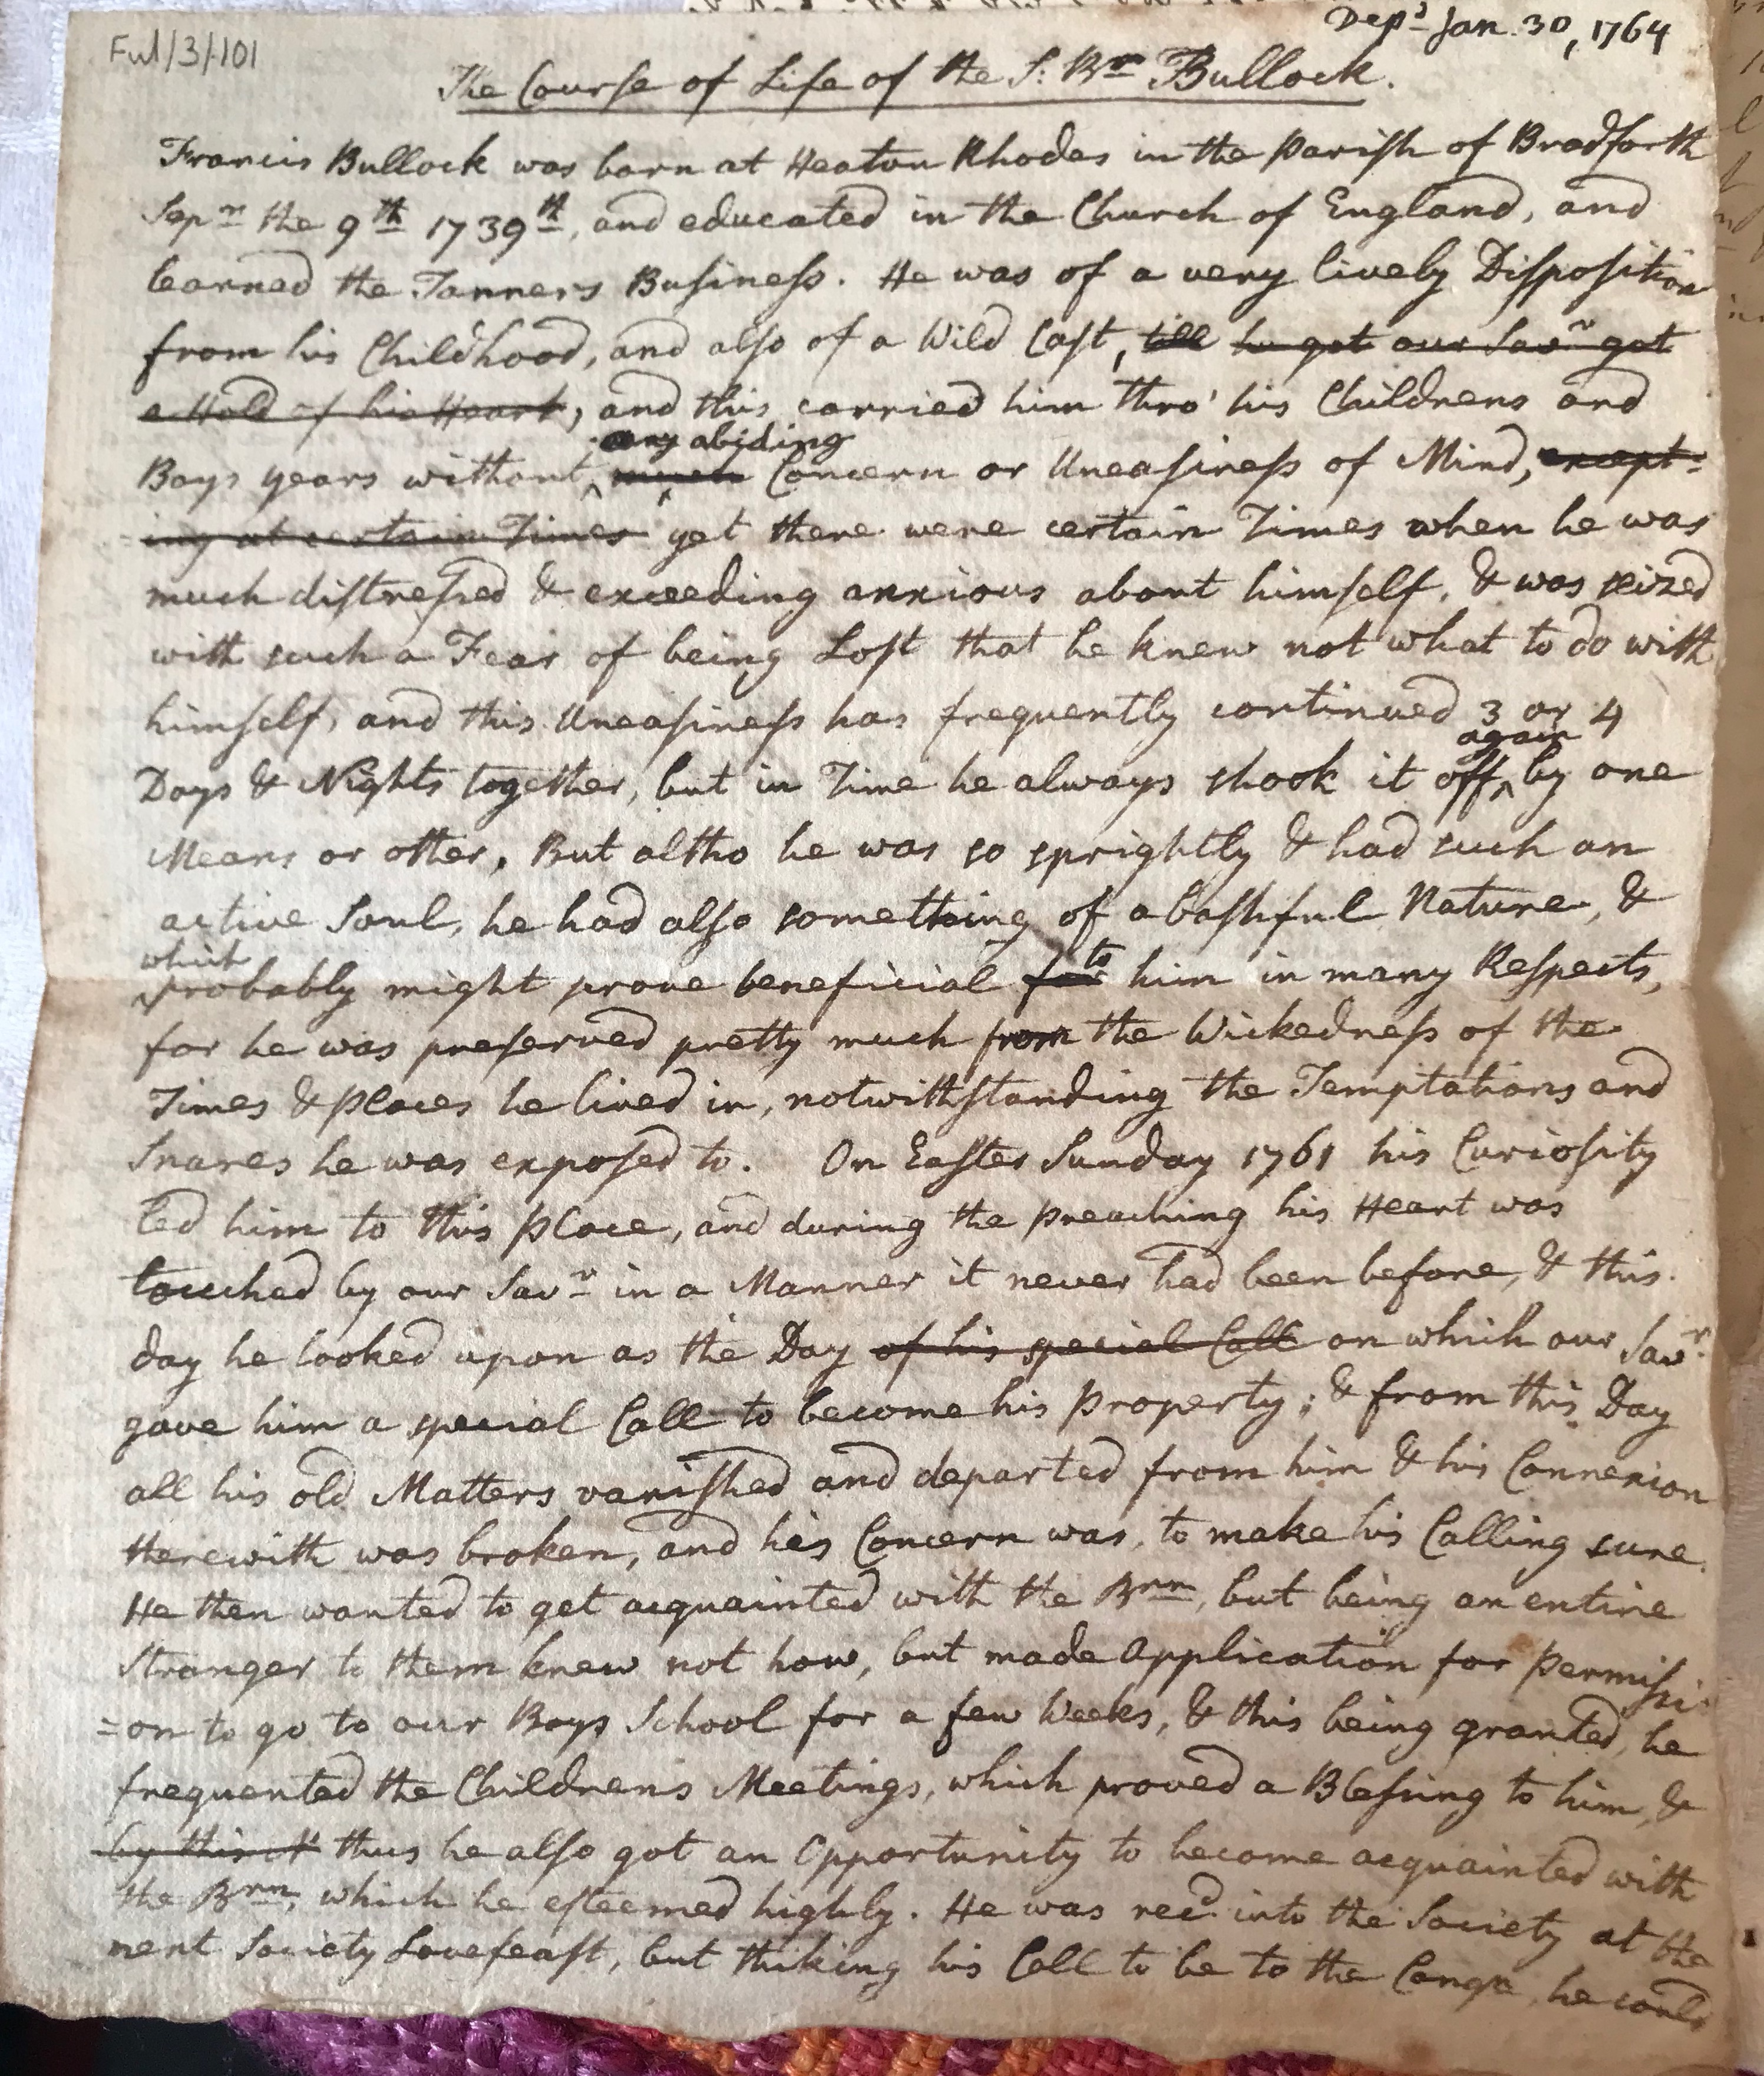 Ful/3/101
Dep.d Jan. 30, 1764
The Course of Life of the S: Br.m Bullock.
Francis Bullock was born at Heaton Rhodes in the Parish of Bradforth
Sep.r the 9th 1739th, and educated in the Church of England, and
learned the Tanners Business. He was of a very lively Disposition
from his Childhood, and also of a Wild Cast, till he got our Sav.r got
a Hold of his Heart, and this carried him thro' his Childrens and
any abiding
Boys years without much Concern or Uneasiness of Mind, except-
ing at certain Times yet there were certain Times when he was
much distressed & exceeding anxious about himself, & was seized
with such a Fear of being Lost that he knew not what to do with
himself, and this Uneasiness has frequently continued 3 or 4
again
Days & Nights together, but in Time he always shook it off by one
Means or other, But altho he was so sprightly & had such an
active Soul, he had also something of a bashful Nature, &
which to
probably might prove beneficial for him in many Respects,
for he was preserved pretty much from the Wickedness of the
Times & places he lived in, notwithstanding the Temptations and
Snares he was exposed to. On Easter Sunday 1761 his Curiosity
led him to this place, and during the preaching his Heart was
touched by our Sav.r in a Manner it never had been before, & this
day he looked upon as the Day of his special Call on which our Sav.r
gave him a special Call to become his property; & from this Day
all his old Matters vanished and departed from him & his Connexion
therewith was broken, and his Concern was, to make his Calling sure.
He then wanted to get acquainted with the Brrn, but being an entire
Stranger to them knew not how, but made application for permissi-
=on to go to our Boys School for a few Weeks, & this being granted, he
frequented the Childrens Meetings, which proved a Blessing to him, &
by this thus he also got an Opportunity to become acquainted with
the Brrn, which he esteemed highly. He was rec.d into the Society at the
next Society Lovefeast, but thiking his Call to be to the Congn, he could